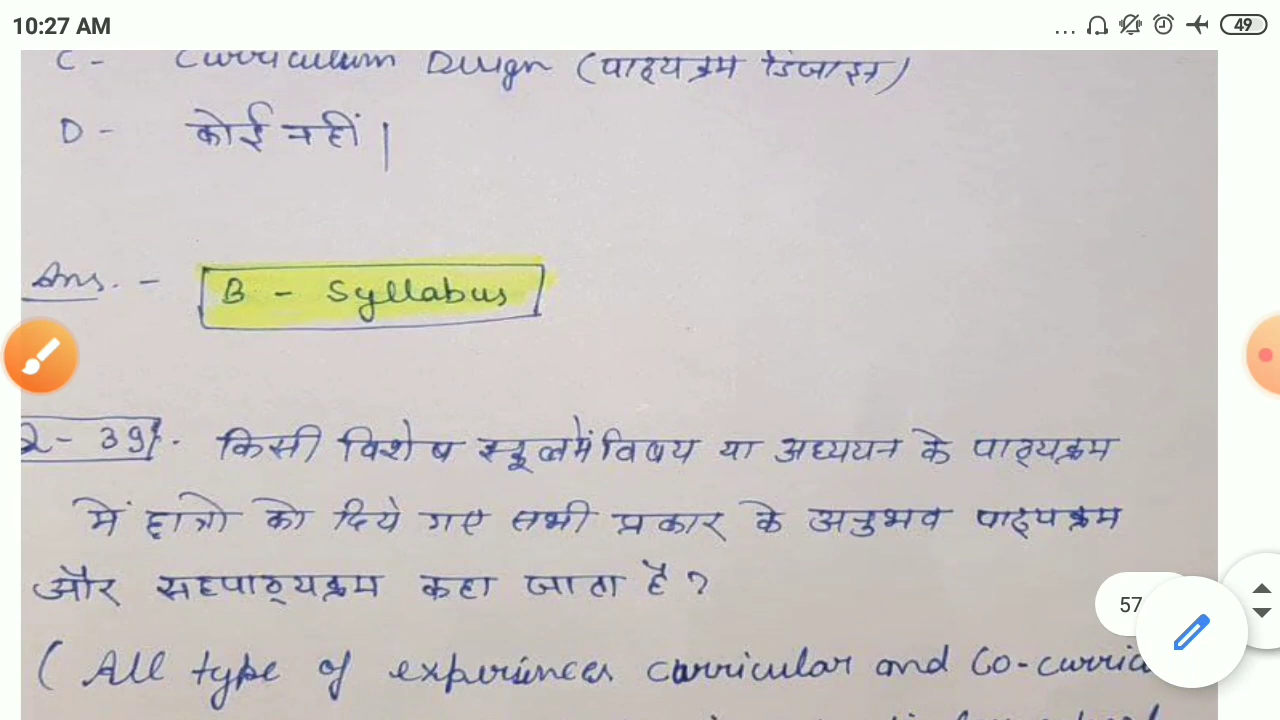 10:27 AM
... 49
C - Curriculum Design (पाठ्यक्रम डिजाइन)
D - कोई नहीं |
Ans. - B - Syllabus
2-39. किसी विशेष स्कूल में विषय या अध्ययन के पाठ्यक्रम
में छात्रो को दिये गए सभी प्रकार के अनुभव पाठ्यक्रम
और सहपाठ्यक्रम कहा जाता है ?
57
( All type of experiences curricular and Co-curric